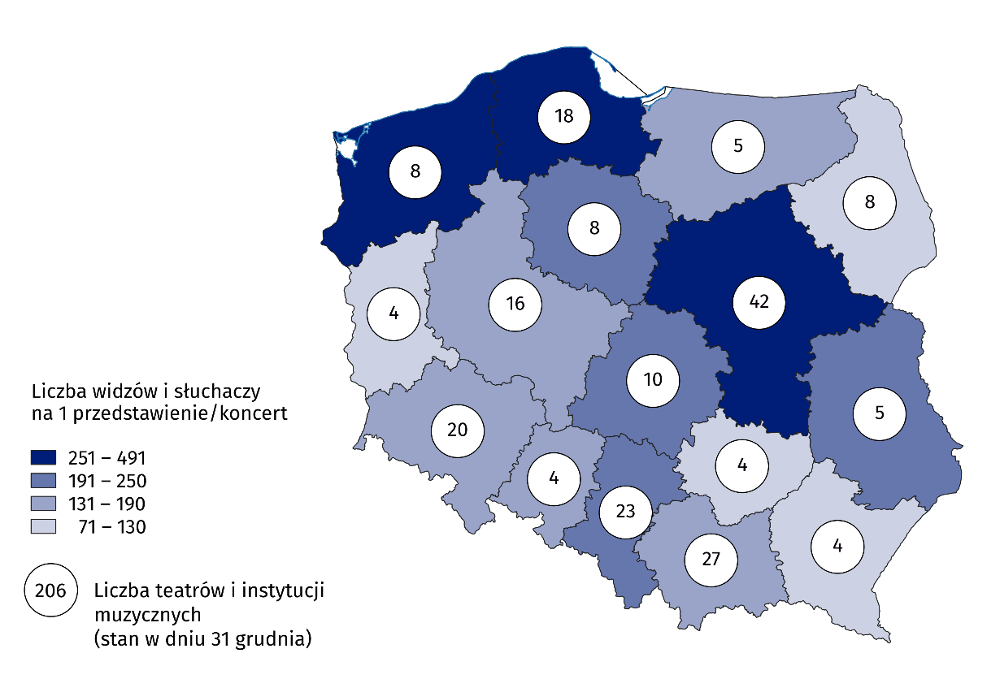 18
5
8
8
8
42
16
4
10
5
20
4
4
23
4
27
Liczba widzów i słuchaczy
na 1 przedstawienie/koncert
251 – 491
191 – 250
131 – 190
71 – 130
206
Liczba teatrów i instytucji
muzycznych
(stan w dniu 31 grudnia)